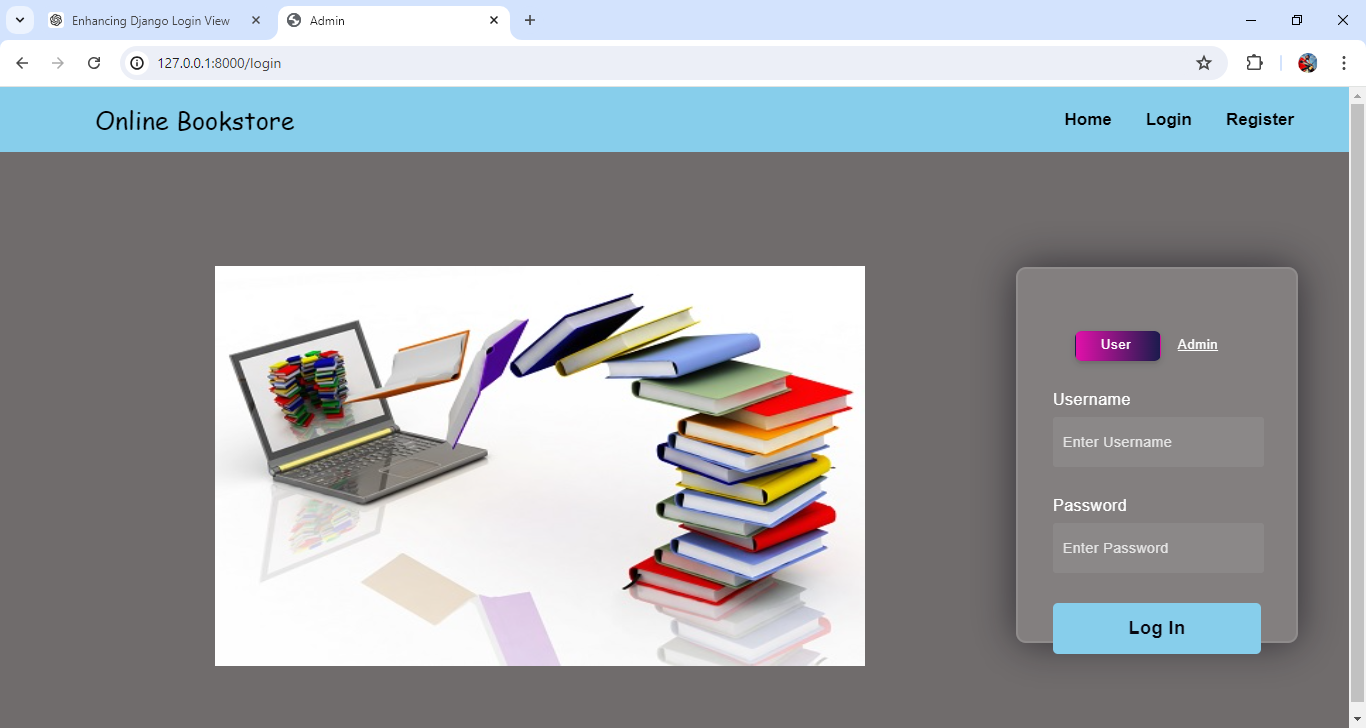 Enhancing Django Login View
Admin
127.0.0.1:8000/login
Online Bookstore
Home Login Register
User Admin
Username
Enter Username
Password
Enter Password
Log In